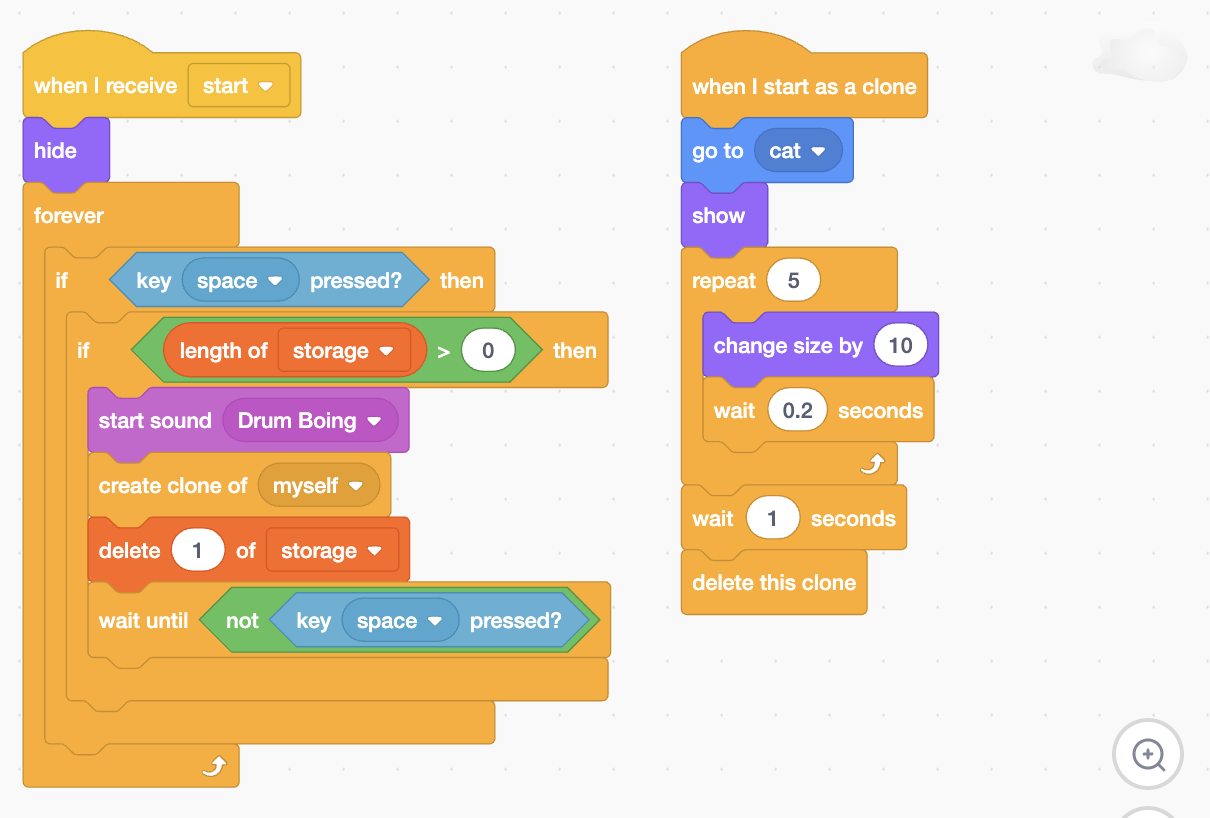 when I receive start
hide
forever
if key space pressed? then
if length of storage > 0 then
start sound Drum Boing
create clone of myself
delete 1 of storage
wait until not key space pressed?
when I start as a clone
go to cat
show
repeat 5
change size by 10
wait 0.2 seconds
wait 1 seconds
delete this clone